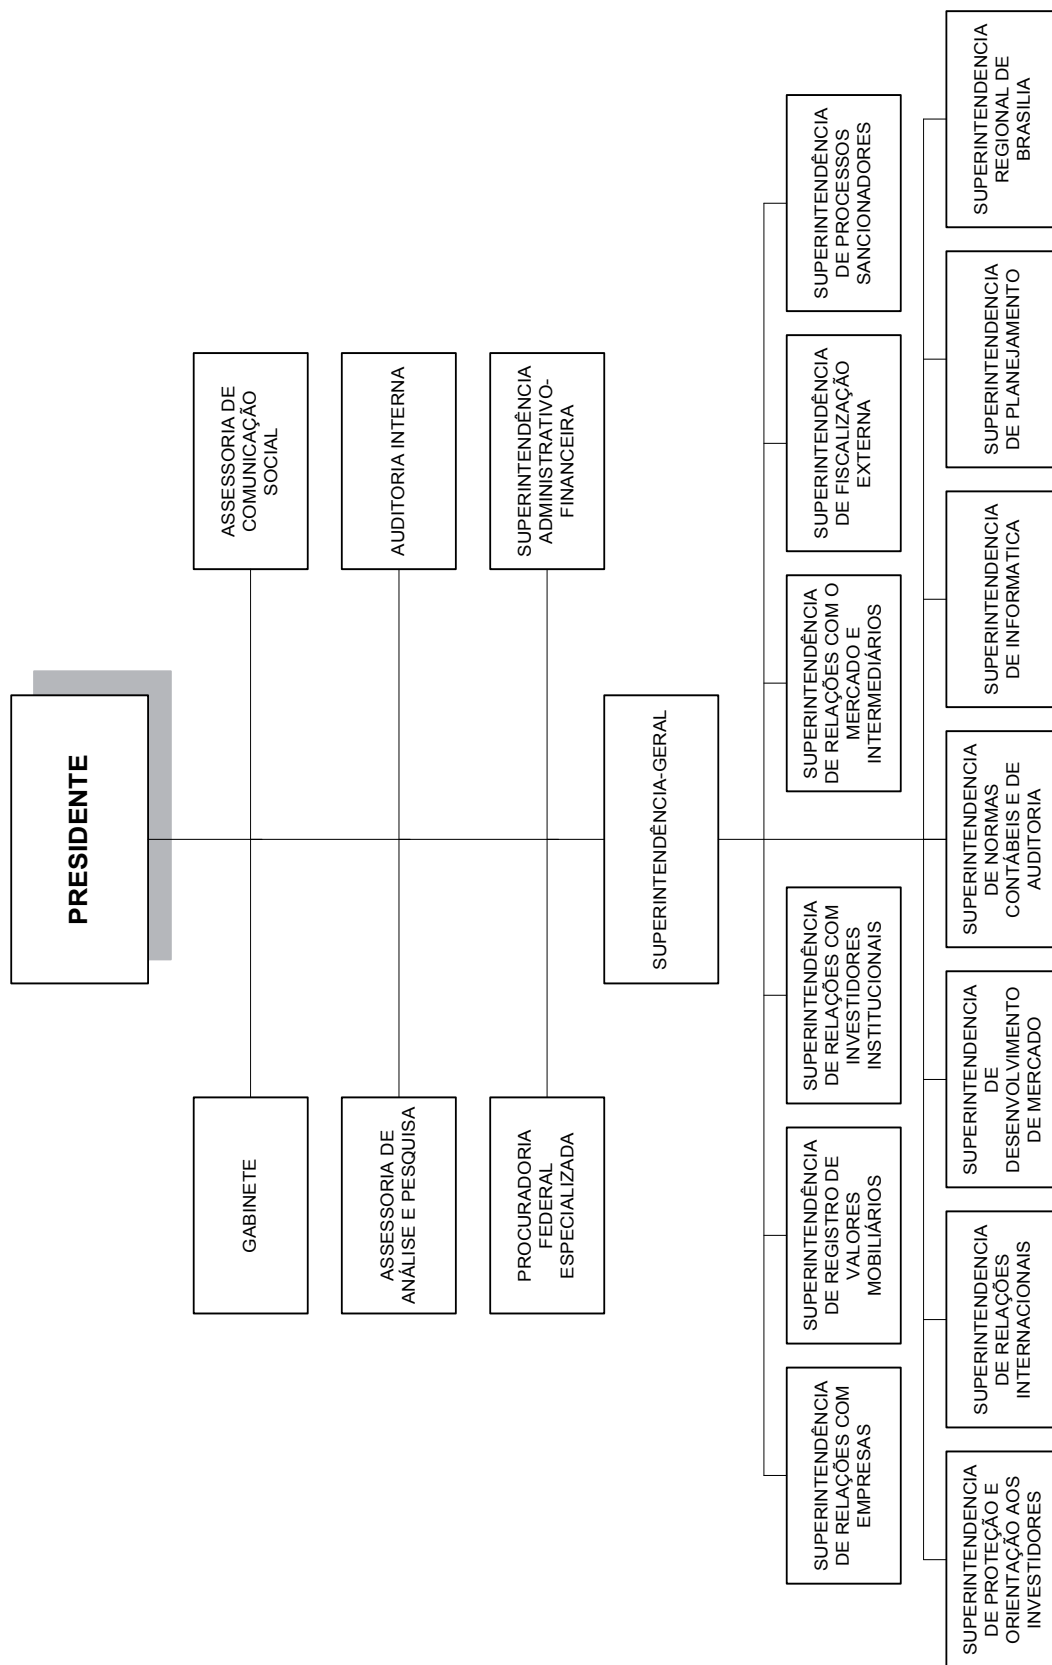 PRESIDENTE
GABINETE
ASSESSORIA DE
COMUNICAÇÃO
SOCIAL
ASSESSORIA DE
ANÁLISE E PESQUISA
AUDITORIA INTERNA
PROCURADORIA
FEDERAL
ESPECIALIZADA
SUPERINTÊNDÊNCIA
ADMINISTRATIVO-
FINANCEIRA
SUPERINTENDÊNCIA-GERAL
SUPERINTENDÊNCIA
DE RELAÇÕES COM
EMPRESAS
SUPERINTENDÊNCIA
DE REGISTRO DE
VALORES
MOBILIÁRIOS
SUPERINTENDÊNCIA
DE RELAÇÕES COM
INVESTIDORES
INSTITUCIONAIS
SUPERINTENDÊNCIA
DE RELAÇÕES COM O
MERCADO E
INTERMEDIÁRIOS
SUPERINTENDÊNCIA
DE FISCALIZAÇÃO
EXTERNA
SUPERINTENDÊNCIA
DE PROCESSOS
SANCIONADORES
SUPERINTENDENCIA
DE PROTEÇÃO E
ORIENTAÇÃO AOS
INVESTIDORES
SUPERINTENDENCIA
DE RELAÇÕES
INTERNACIONAIS
SUPERINTENDENCIA
DE
DESENVOLVIMENTO
DE MERCADO
SUPERINTENDENCIA
DE NORMAS
CONTÁBEIS E DE
AUDITORIA
SUPERINTENDENCIA
DE INFORMATICA
SUPERINTENDENCIA
DE PLANEJAMENTO
SUPERINTENDENCIA
REGIONAL DE
BRASILIA